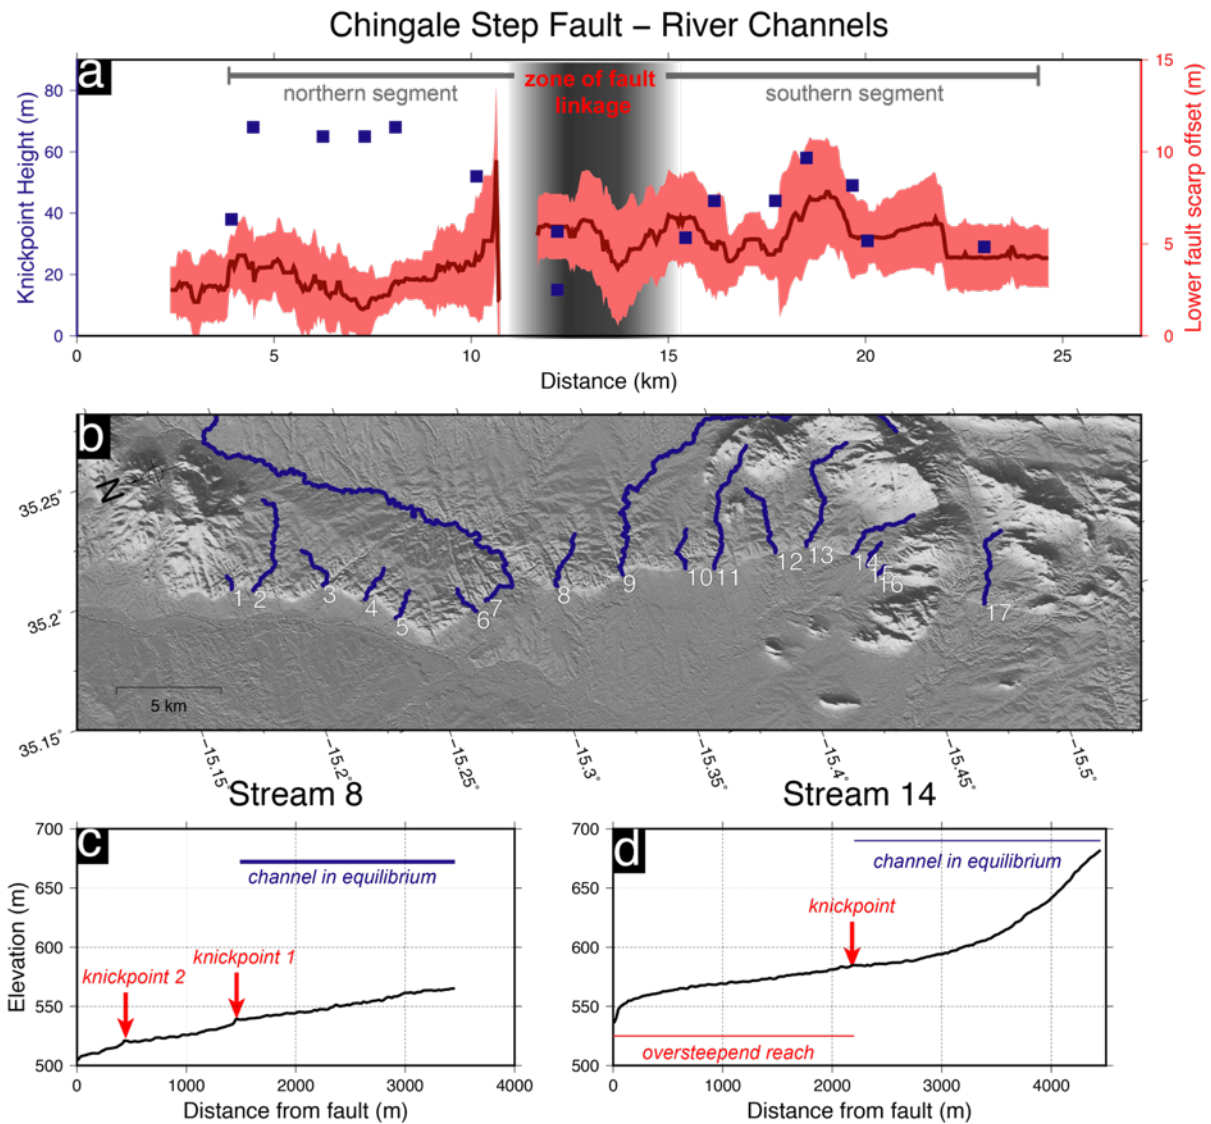 Chingale Step Fault – River Channels
a
zone of fault
linkage
northern segment
southern segment
Knickpoint Height (m)
Lower fault scarp offset (m)
80
60
40
20
0
15
10
5
0
0 5 10 15 20 25
Distance (km)
b
N
35.25°
35.2°
35.15°
1 2 3 4 5 6 7 8 9 10 11 12 13 14 16 17
5 km
−15.15° −15.2° −15.25° −15.3° −15.35° −15.4° −15.45° −15.5°
Stream 8
c
700
650
600
550
500
Elevation (m)
channel in equilibrium
knickpoint 1
knickpoint 2
0 1000 2000 3000 4000
Distance from fault (m)
Stream 14
d
700
650
600
550
500
channel in equilibrium
knickpoint
oversteepend reach
0 1000 2000 3000 4000
Distance from fault (m)